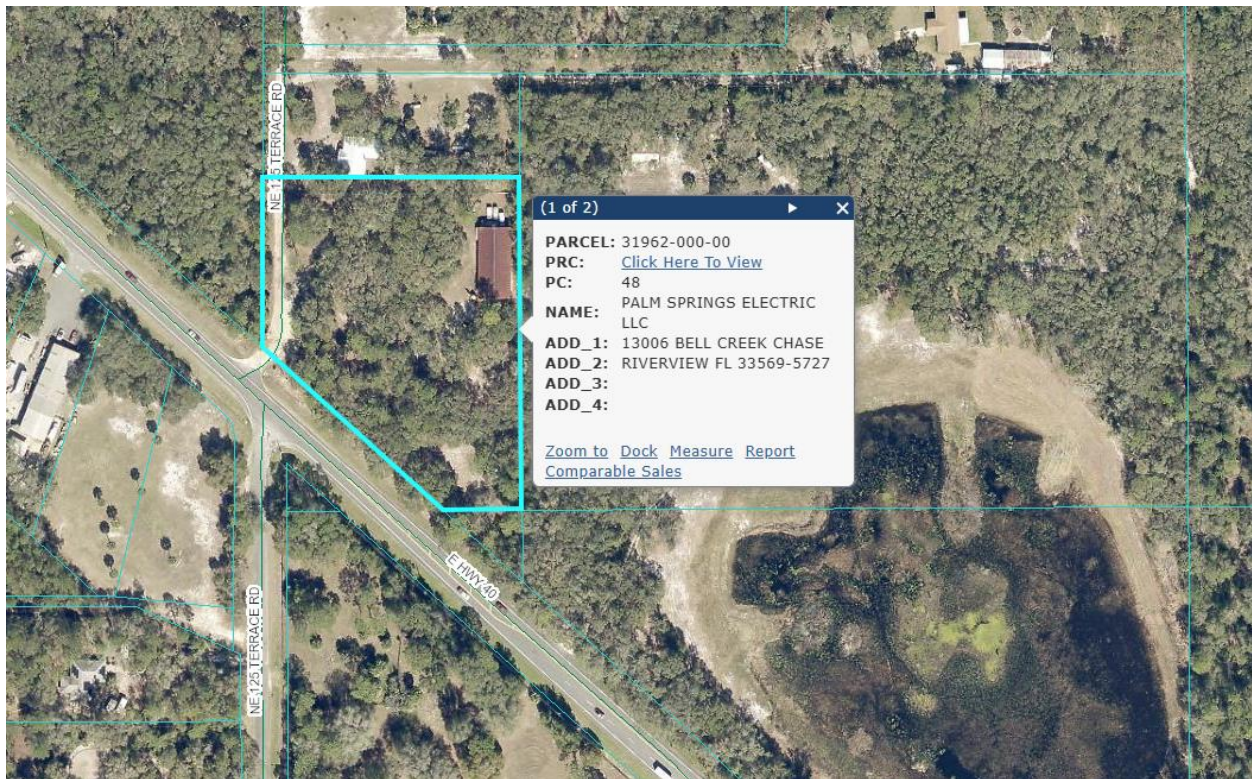 NE 125 TERRACE RD
(1 of 2)
PARCEL: 31962-000-00
PRC: Click Here To View
PC: 48
NAME: PALM SPRINGS ELECTRIC
LLC
ADD_1: 13006 BELL CREEK CHASE
ADD_2: RIVERVIEW FL 33569-5727
ADD_3:
ADD_4:
Zoom to Dock Measure Report
Comparable Sales
E HWY 40
NE 125 TERRACE RD